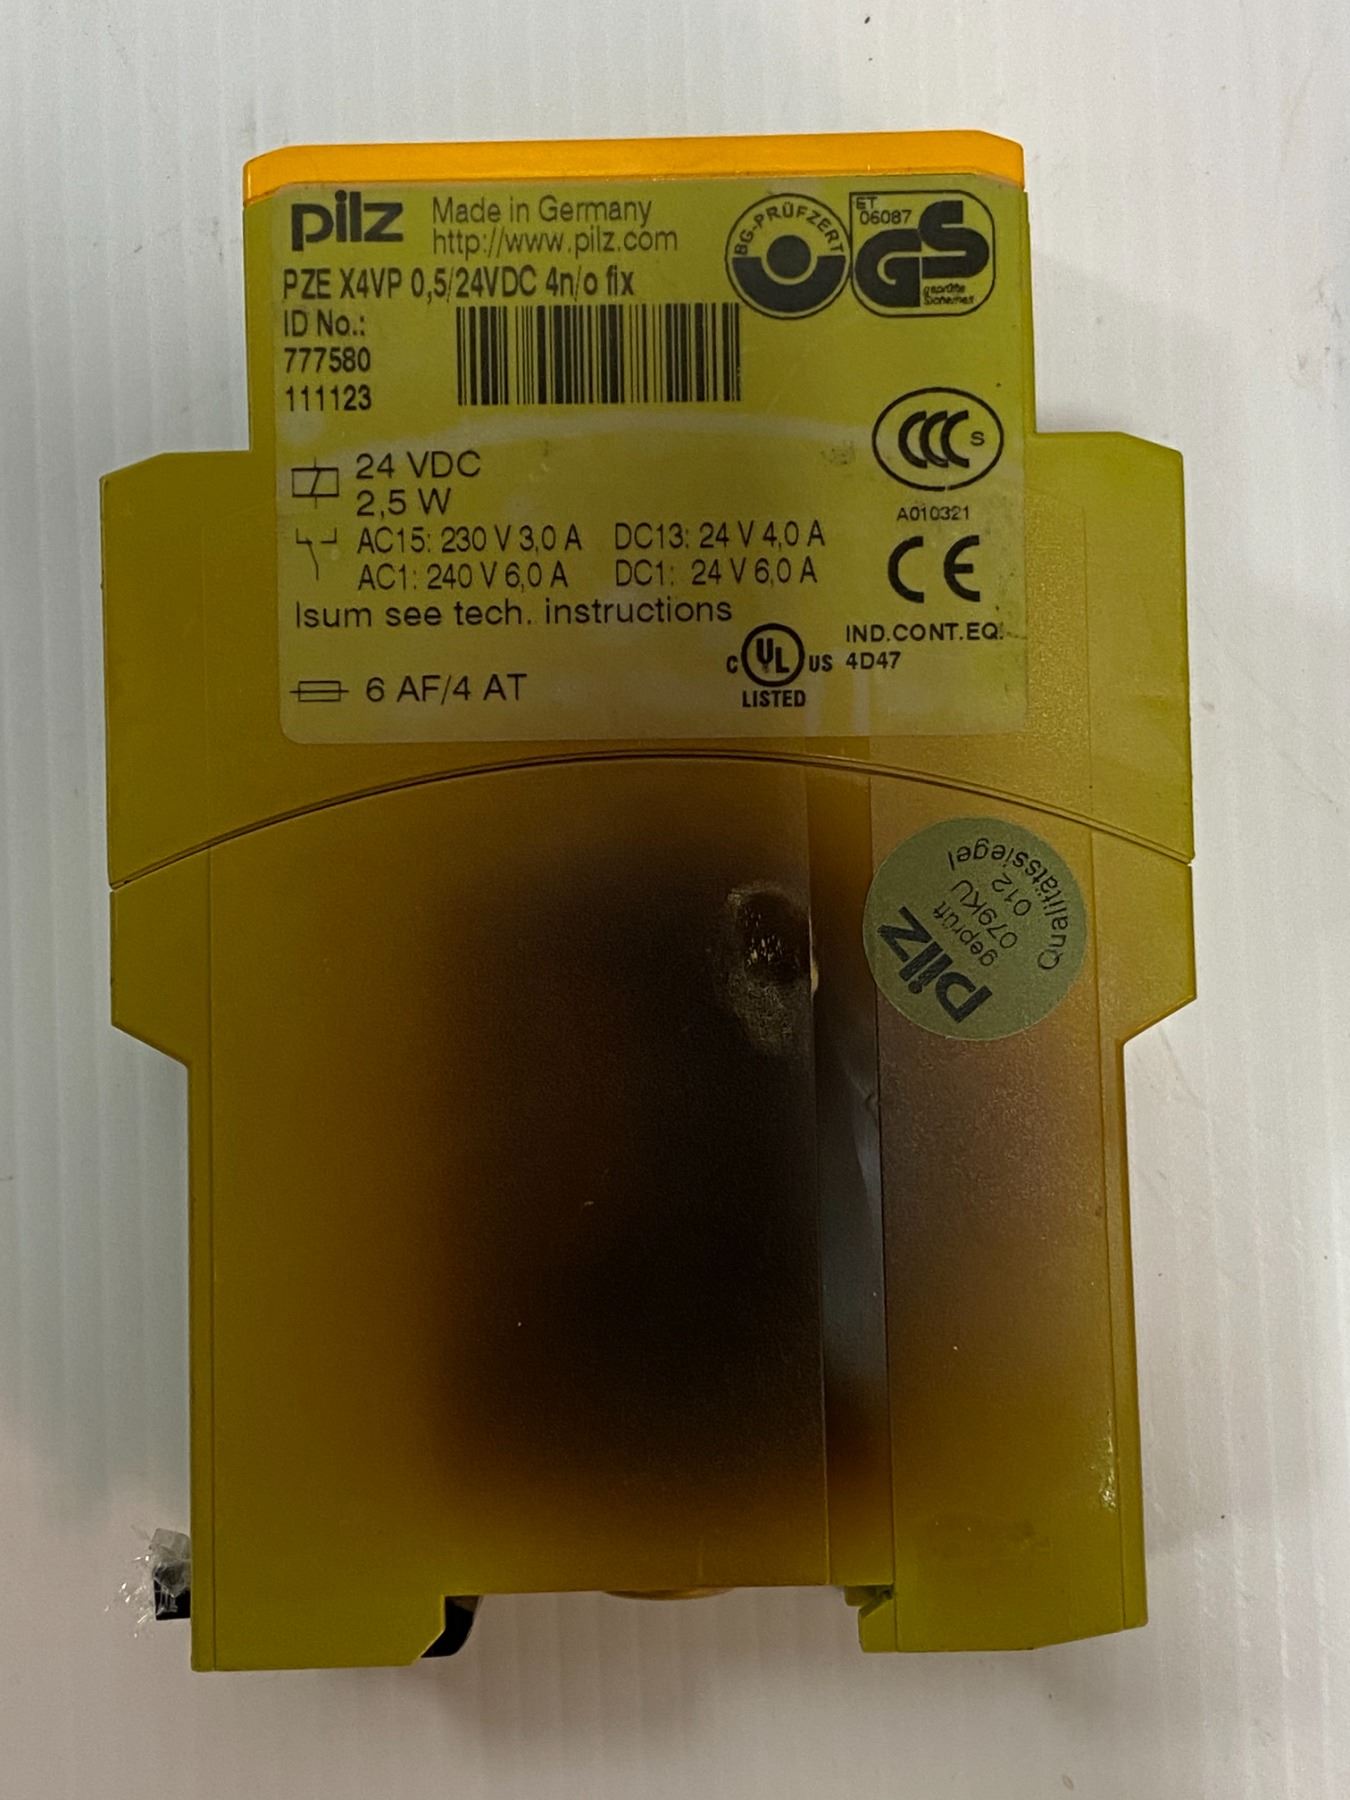 pilz Made in Germany
http://www.pilz.com
BG-PRÜFZERT
ET
06087
GS
geprüfte
Sicherheit
PZE X4VP 0,5/24VDC 4n/o fix
ID No.:
777580
111123
CCC S
A010321
24 VDC
2,5 W
AC15: 230 V 3,0 A DC13: 24 V 4,0 A
AC1: 240 V 6,0 A DC1: 24 V 6,0 A
CE
Isum see tech. instructions
C UL US
LISTED
IND.CONT.EQ.
4D47
6 AF/4 AT
pilz
geprüft
079KU
012
Qualitätssiegel